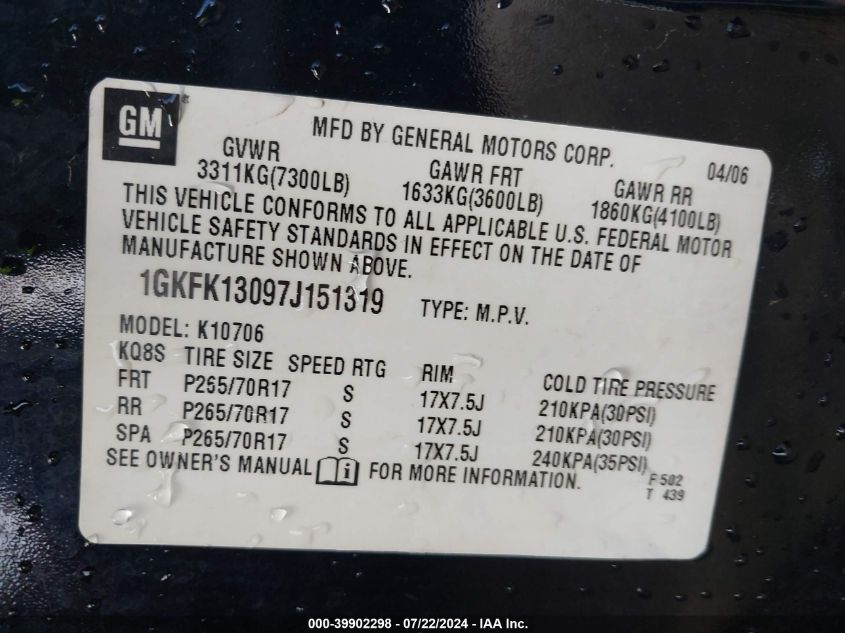 GM ® MFD BY GENERAL MOTORS CORP. 04/06
GVWR GAWR FRT GAWR RR
3311KG(7300LB) 1633KG(3600LB) 1860KG(4100LB)
THIS VEHICLE CONFORMS TO ALL APPLICABLE U.S. FEDERAL MOTOR
VEHICLE SAFETY STANDARDS IN EFFECT ON THE DATE OF
MANUFACTURE SHOWN ABOVE.
1GKFK13097J151319 TYPE: M.P.V.
MODEL: K10706
KQ8S TIRE SIZE SPEED RTG RIM COLD TIRE PRESSURE
FRT P265/70R17 S 17X7.5J 210KPA(30PSI)
RR P265/70R17 S 17X7.5J 210KPA(30PSI)
SPA P265/70R17 S 17X7.5J 240KPA(35PSI)
SEE OWNER'S MANUAL i FOR MORE INFORMATION.
F 502
T 439
000-39902298 - 07/22/2024 - IAA Inc.